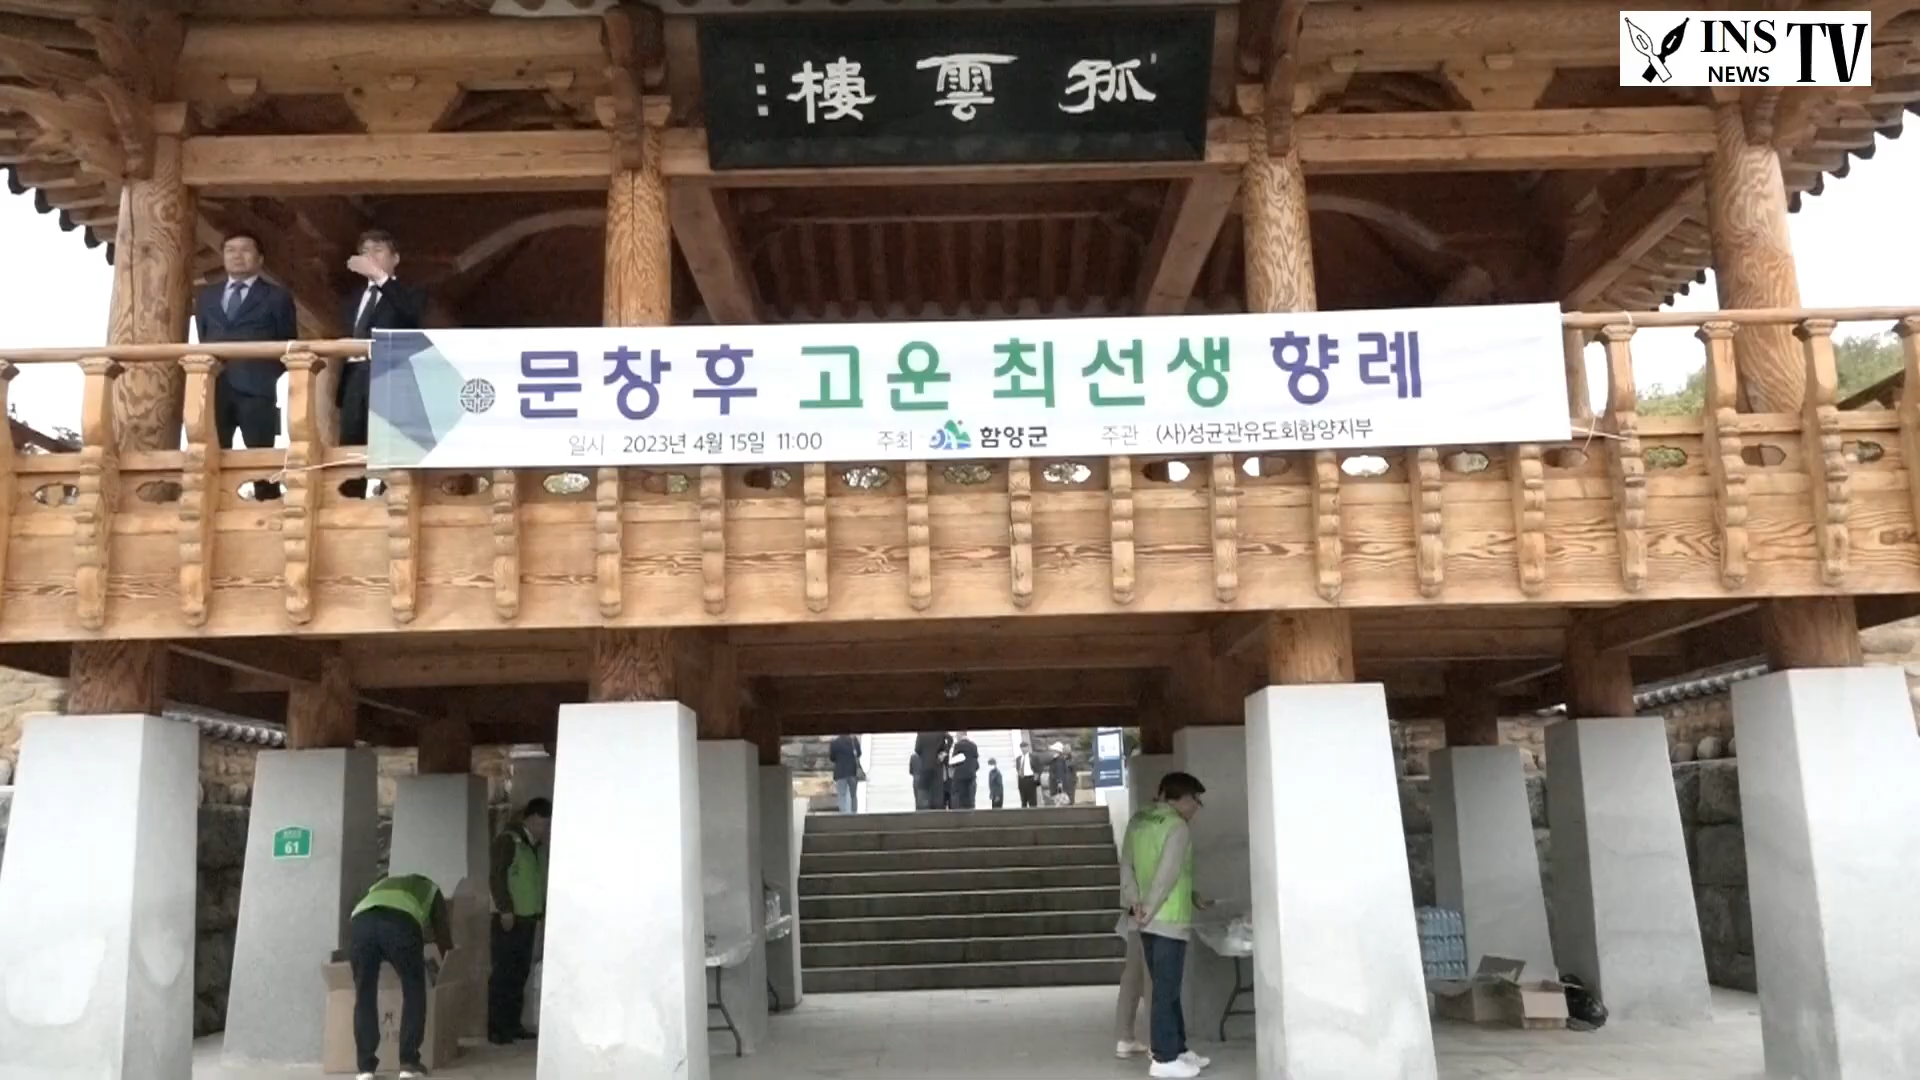 INS
NEWS
TV
樓 雲 孤
문창후 고운 최선생 향례
일시 2023년 4월 15일 11:00 주최 함양군 주관 (사)성균관유도회함양지부
61